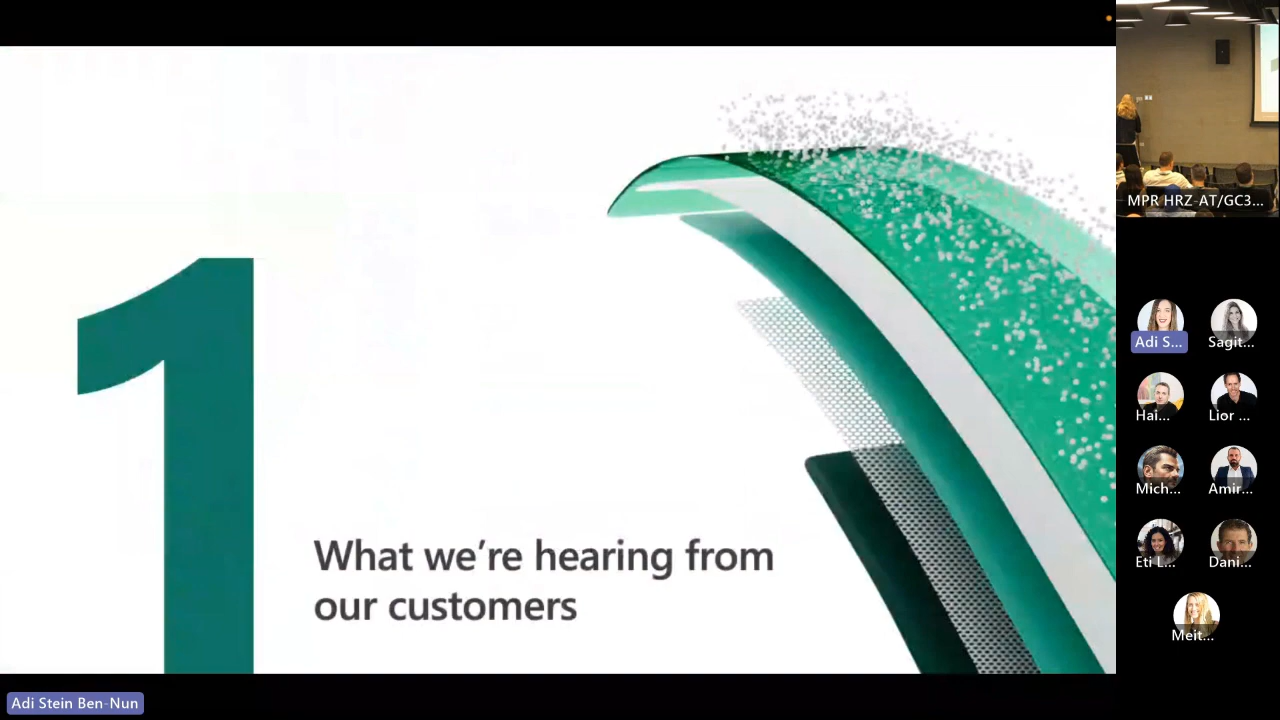 1
What we’re hearing from
our customers
Adi Stein Ben-Nun
MPR HRZ-AT/GC3...
Adi S...
Sagit...
Hai...
Lior ...
Mich...
Amir...
Eti L...
Dani...
Meit...